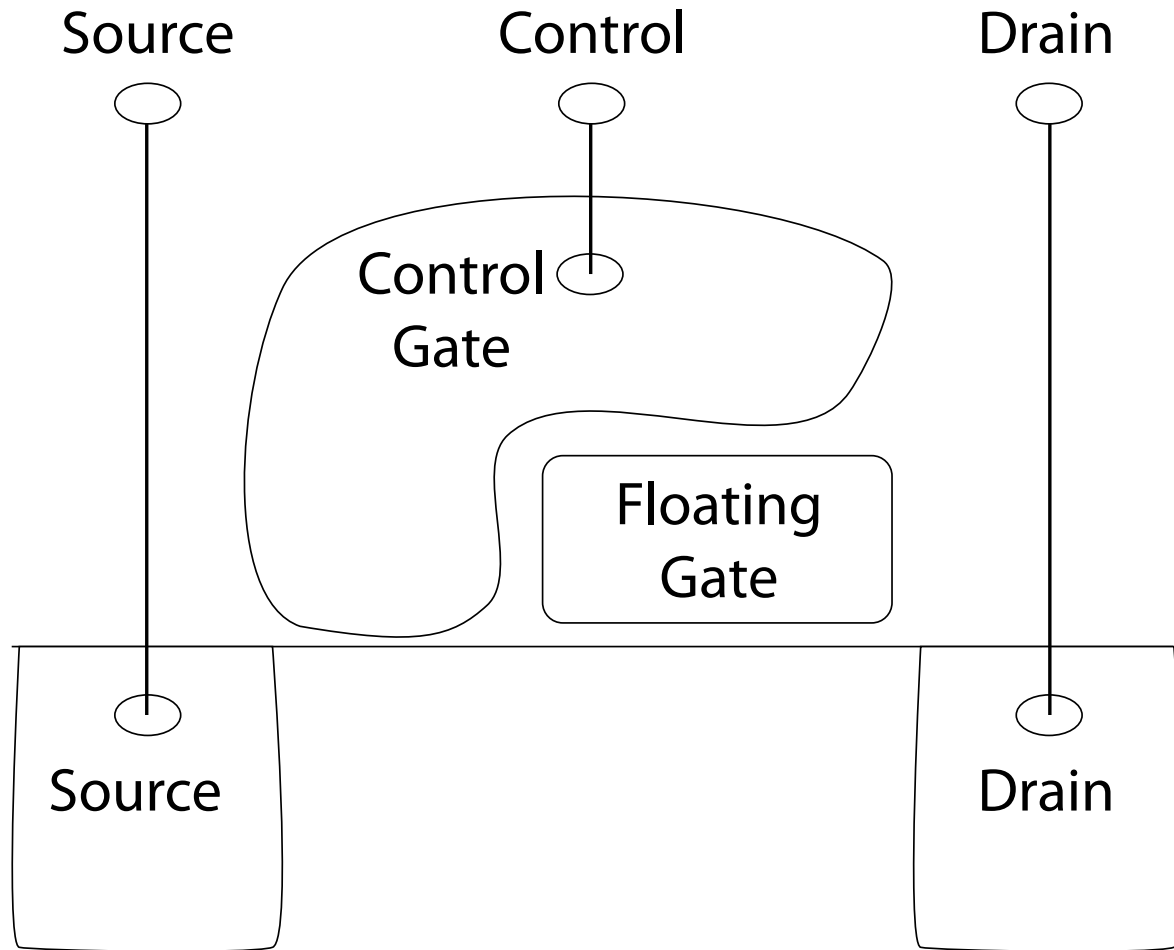 Source
Control
Drain
Control
Gate
Floating
Gate
Source
Drain